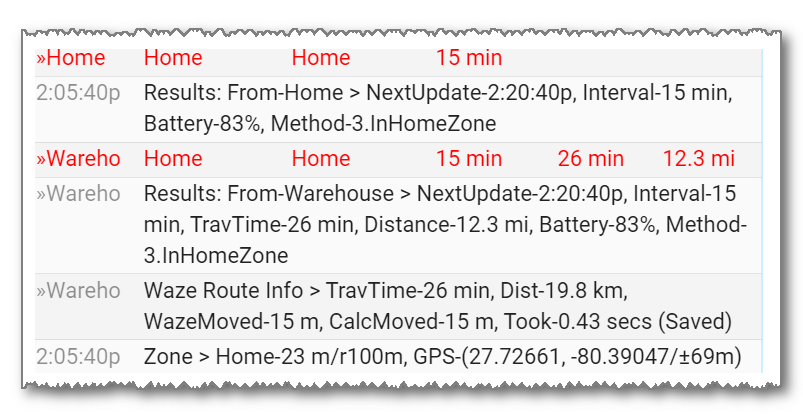 »Home Home Home 15 min
2:05:40p Results: From-Home > NextUpdate-2:20:40p, Interval-15 min,
Battery-83%, Method-3.InHomeZone
»Wareho Home Home 15 min 26 min 12.3 mi
»Wareho Results: From-Warehouse > NextUpdate-2:20:40p, Interval-15
min, TravTime-26 min, Distance-12.3 mi, Battery-83%, Method-
3.InHomeZone
»Wareho Waze Route Info > TravTime-26 min, Dist-19.8 km,
WazeMoved-15 m, CalcMoved-15 m, Took-0.43 secs (Saved)
2:05:40p Zone > Home-23 m/r100m, GPS-(27.72661, -80.39047/±69m)